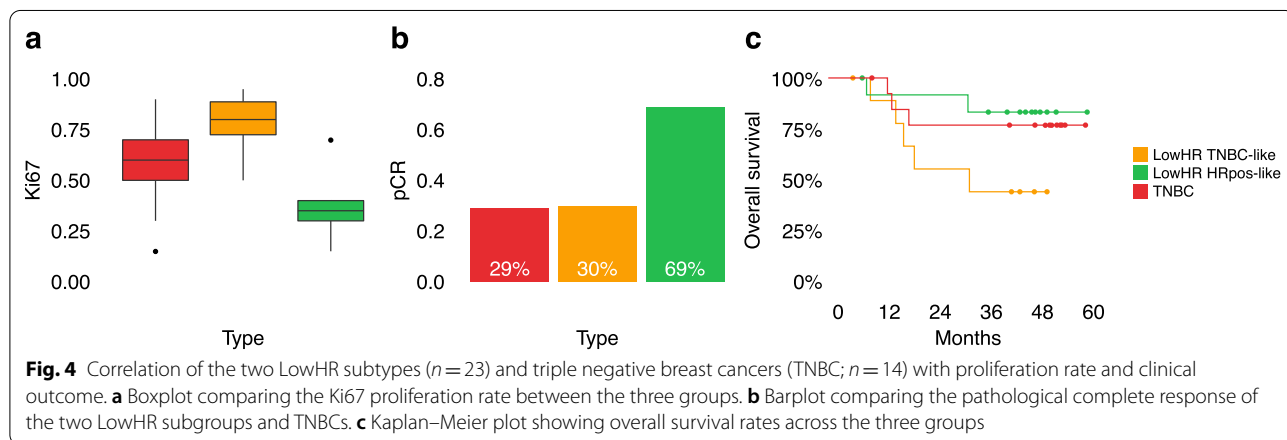 a
Ki67
1.00
0.75
0.50
0.25
0.00
Type
b
pCR
0.8
0.6
0.4
0.2
0.0
29%
30%
69%
Type
c
Overall survival
100%
75%
50%
25%
0%
0 12 24 36 48 60
Months
LowHR TNBC-like
LowHR HRpos-like
TNBC
Fig. 4 Correlation of the two LowHR subtypes (n = 23) and triple negative breast cancers (TNBC; n = 14) with proliferation rate and clinical
outcome. a Boxplot comparing the Ki67 proliferation rate between the three groups. b Barplot comparing the pathological complete response of
the two LowHR subgroups and TNBCs. c Kaplan–Meier plot showing overall survival rates across the three groups